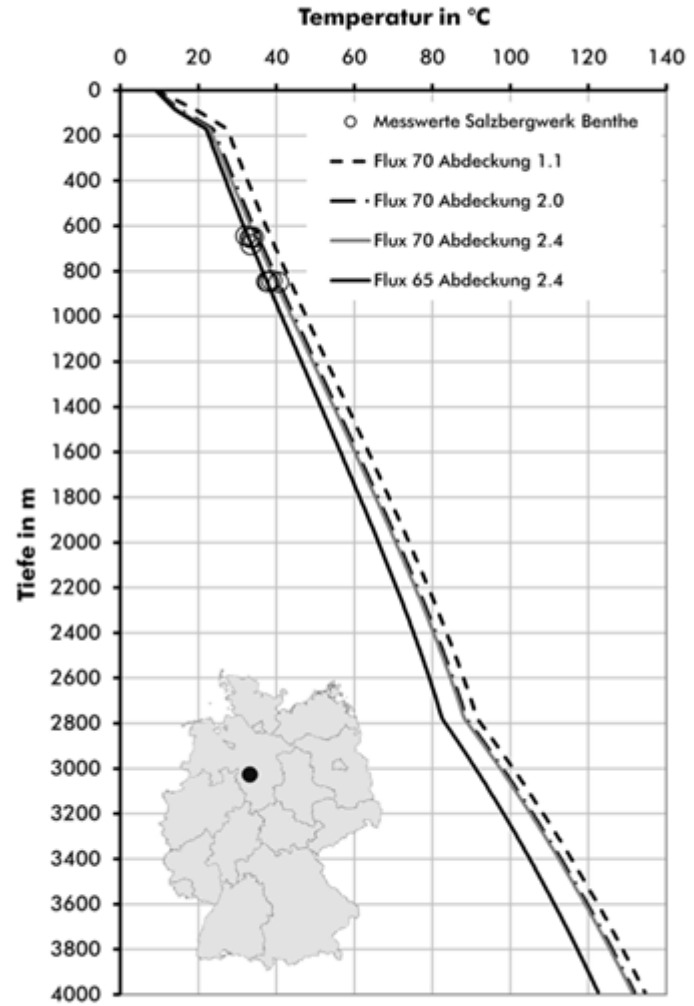 Temperatur in °C
0 20 40 60 80 100 120 140
0
200
400
600
800
1000
1200
1400
1600
1800
2000
2200
2400
2600
2800
3000
3200
3400
3600
3800
4000
Tiefe in m
Messwerte Salzbergwerk Benthe
Flux 70 Abdeckung 1.1
Flux 70 Abdeckung 2.0
Flux 70 Abdeckung 2.4
Flux 65 Abdeckung 2.4